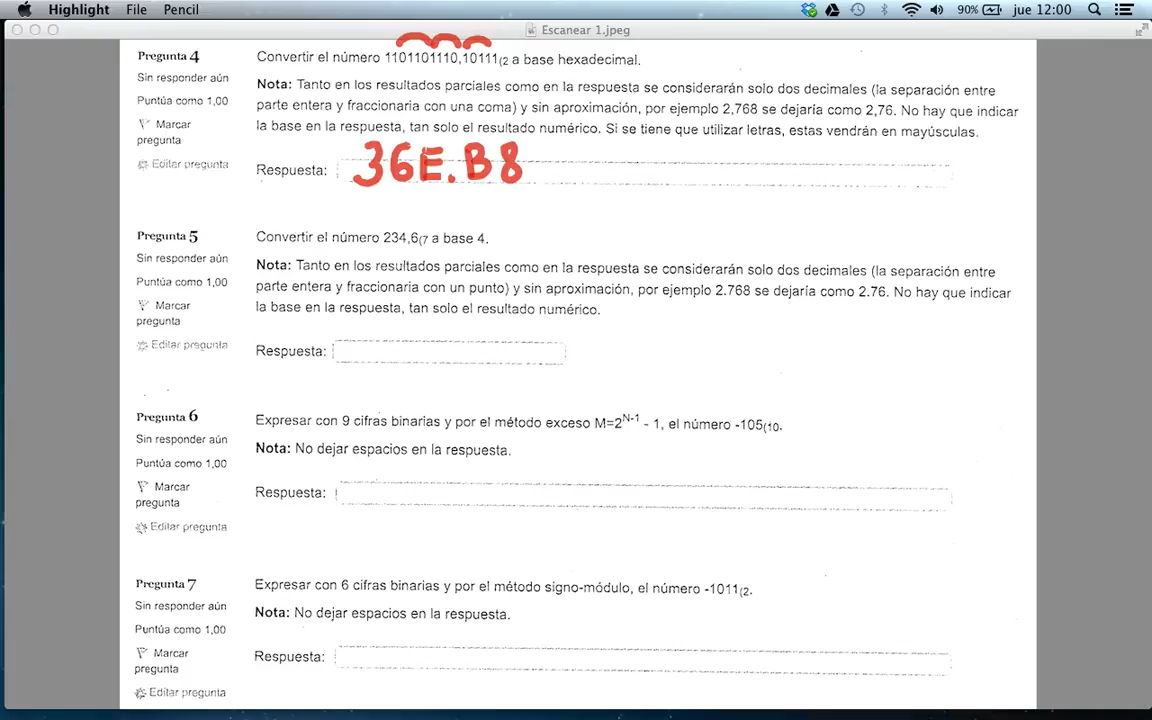 Highlight File Pencil 90% jue 12:00
Escanear 1.jpeg
Pregunta 4
Sin responder aún
Puntúa como 1,00
Marcar
pregunta
Editar pregunta
Convertir el número 1101101110,10111(2 a base hexadecimal.
Nota: Tanto en los resultados parciales como en la respuesta se considerarán solo dos decimales (la separación entre
parte entera y fraccionaria con una coma) y sin aproximación, por ejemplo 2,768 se dejaría como 2,76. No hay que indicar
la base en la respuesta, tan solo el resultado numérico. Si se tiene que utilizar letras, estas vendrán en mayúsculas.
Respuesta: 36E.B8
Pregunta 5
Sin responder aún
Puntúa como 1,00
Marcar
pregunta
Editar pregunta
Convertir el número 234,6(7 a base 4.
Nota: Tanto en los resultados parciales como en la respuesta se considerarán solo dos decimales (la separación entre
parte entera y fraccionaria con un punto) y sin aproximación, por ejemplo 2.768 se dejaría como 2.76. No hay que indicar
la base en la respuesta, tan solo el resultado numérico.
Respuesta:
Pregunta 6
Sin responder aún
Puntúa como 1,00
Marcar
pregunta
Editar pregunta
Expresar con 9 cifras binarias y por el método exceso M=2^N-1 - 1, el número -105(10.
Nota: No dejar espacios en la respuesta.
Respuesta:
Pregunta 7
Sin responder aún
Puntúa como 1,00
Marcar
pregunta
Editar pregunta
Expresar con 6 cifras binarias y por el método signo-módulo, el número -1011(2.
Nota: No dejar espacios en la respuesta.
Respuesta: